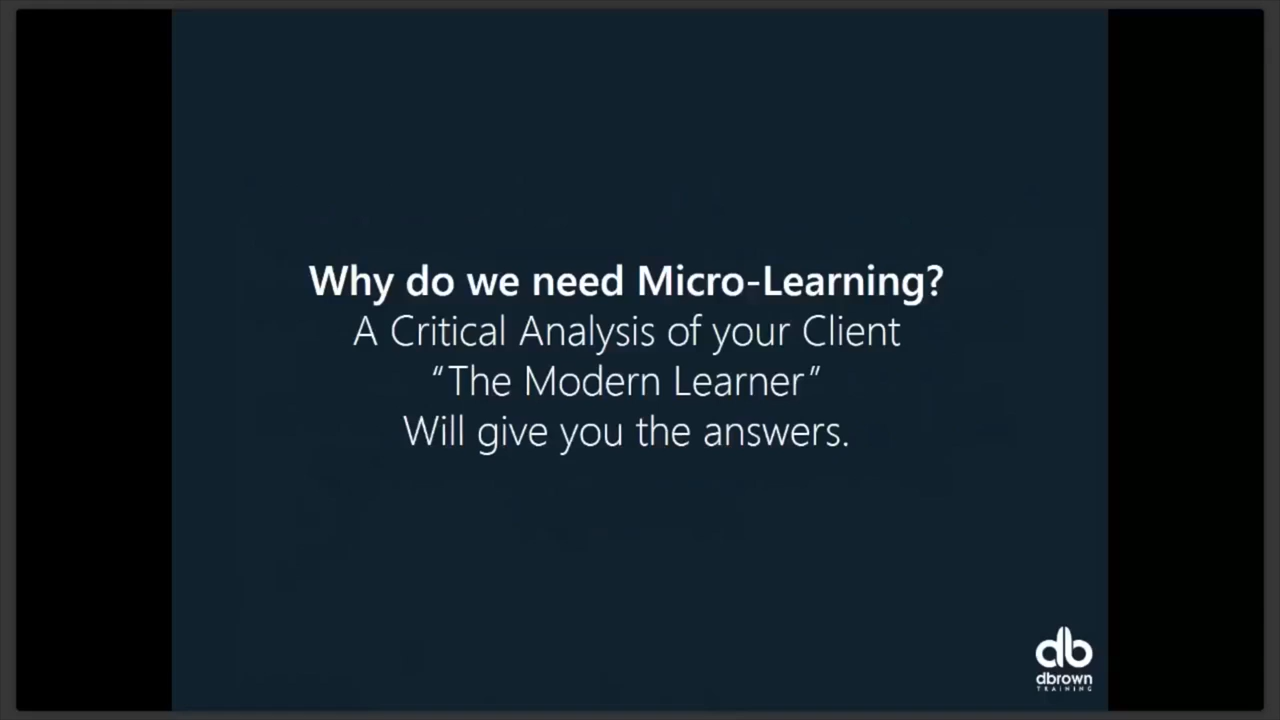 Why do we need Micro-Learning?
A Critical Analysis of your Client
“The Modern Learner”
Will give you the answers.
db
dbrown
TRAINING